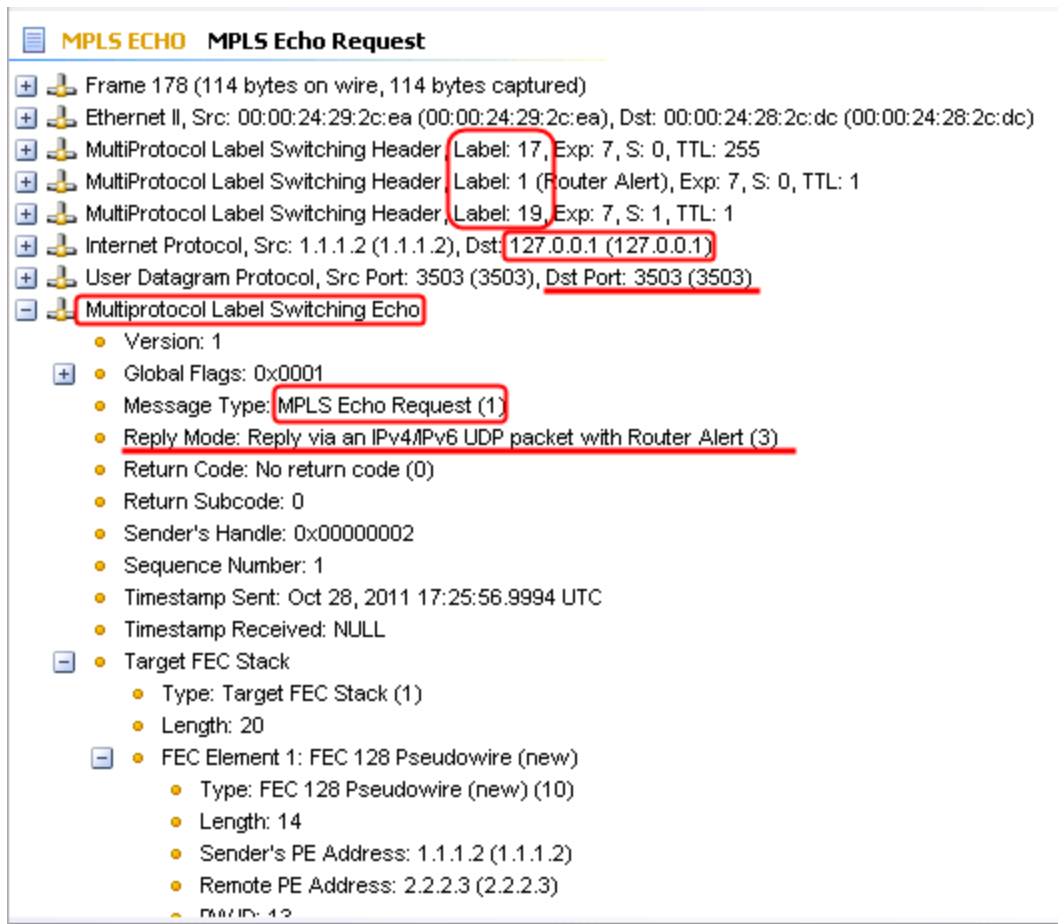 MPLS ECHO MPLS Echo Request
Frame 178 (114 bytes on wire, 114 bytes captured)
Ethernet II, Src: 00:00:24:29:2c:ea (00:00:24:29:2c:ea), Dst: 00:00:24:28:2c:dc (00:00:24:28:2c:dc)
MultiProtocol Label Switching Header, Label: 17, Exp: 7, S: 0, TTL: 255
MultiProtocol Label Switching Header, Label: 1 (Router Alert), Exp: 7, S: 0, TTL: 1
MultiProtocol Label Switching Header, Label: 19, Exp: 7, S: 1, TTL: 1
Internet Protocol, Src: 1.1.1.2 (1.1.1.2), Dst: 127.0.0.1 (127.0.0.1)
User Datagram Protocol, Src Port: 3503 (3503), Dst Port: 3503 (3503)
Multiprotocol Label Switching Echo
Version: 1
Global Flags: 0x0001
Message Type: MPLS Echo Request (1)
Reply Mode: Reply via an IPv4/IPv6 UDP packet with Router Alert (3)
Return Code: No return code (0)
Return Subcode: 0
Sender's Handle: 0x00000002
Sequence Number: 1
Timestamp Sent: Oct 28, 2011 17:25:56.9994 UTC
Timestamp Received: NULL
Target FEC Stack
Type: Target FEC Stack (1)
Length: 20
FEC Element 1: FEC 128 Pseudowire (new)
Type: FEC 128 Pseudowire (new) (10)
Length: 14
Sender's PE Address: 1.1.1.2 (1.1.1.2)
Remote PE Address: 2.2.2.3 (2.2.2.3)
PW ID: 13